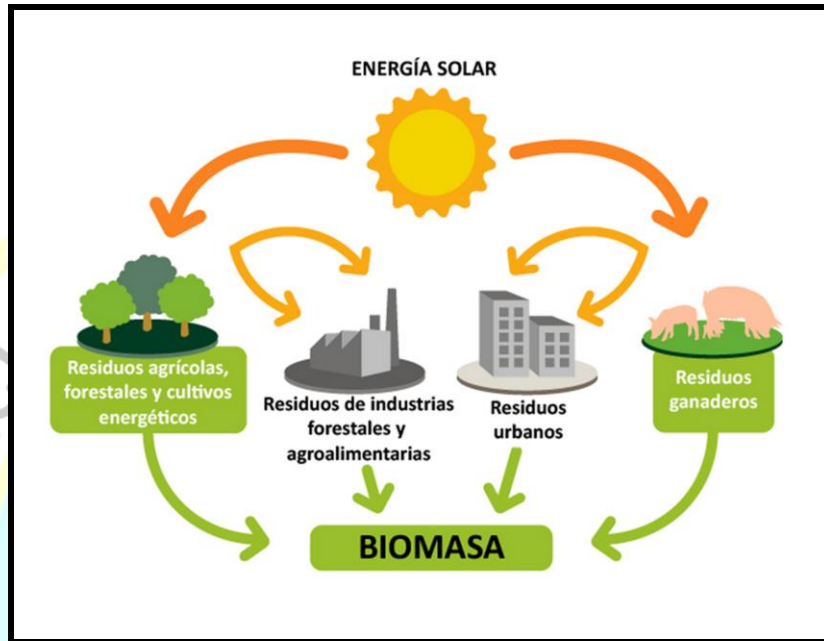 ENERGÍA SOLAR
Residuos agrícolas,
forestales y cultivos
energéticos
Residuos de industrias
forestales y
agroalimentarias
Residuos
urbanos
Residuos
ganaderos
BIOMASA